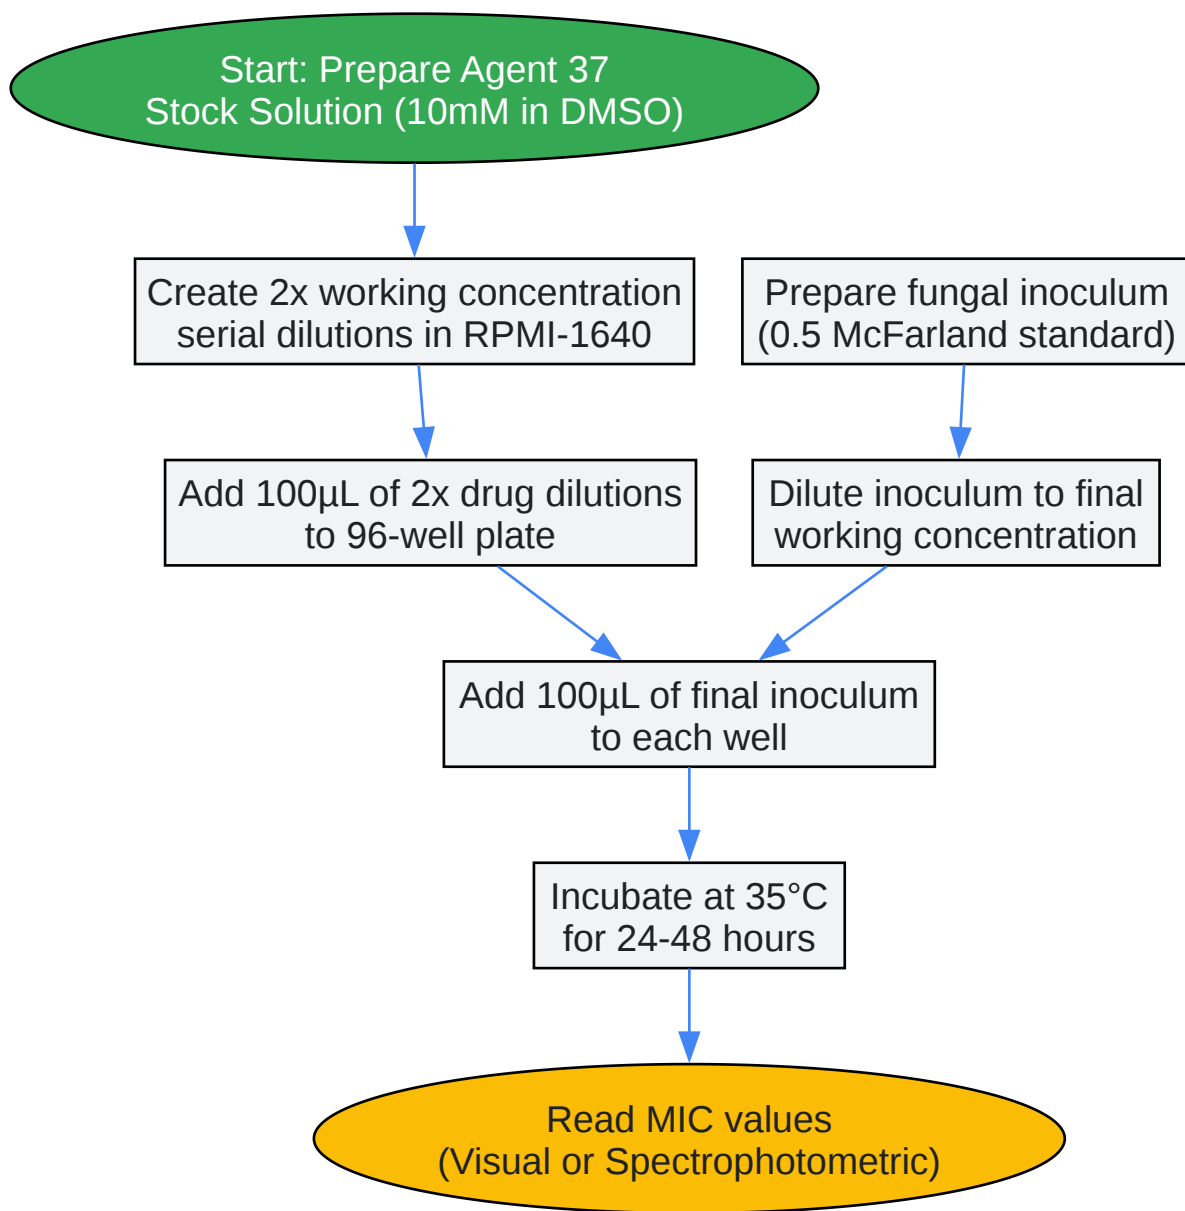 Start: Prepare Agent 37
Stock Solution (10mM in DMSO)
Create 2x working concentration
serial dilutions in RPMI-1640
Prepare fungal inoculum
(0.5 McFarland standard)
Add 100µL of 2x drug dilutions
to 96-well plate
Dilute inoculum to final
working concentration
Add 100µL of final inoculum
to each well
Incubate at 35°C
for 24-48 hours
Read MIC values
(Visual or Spectrophotometric)